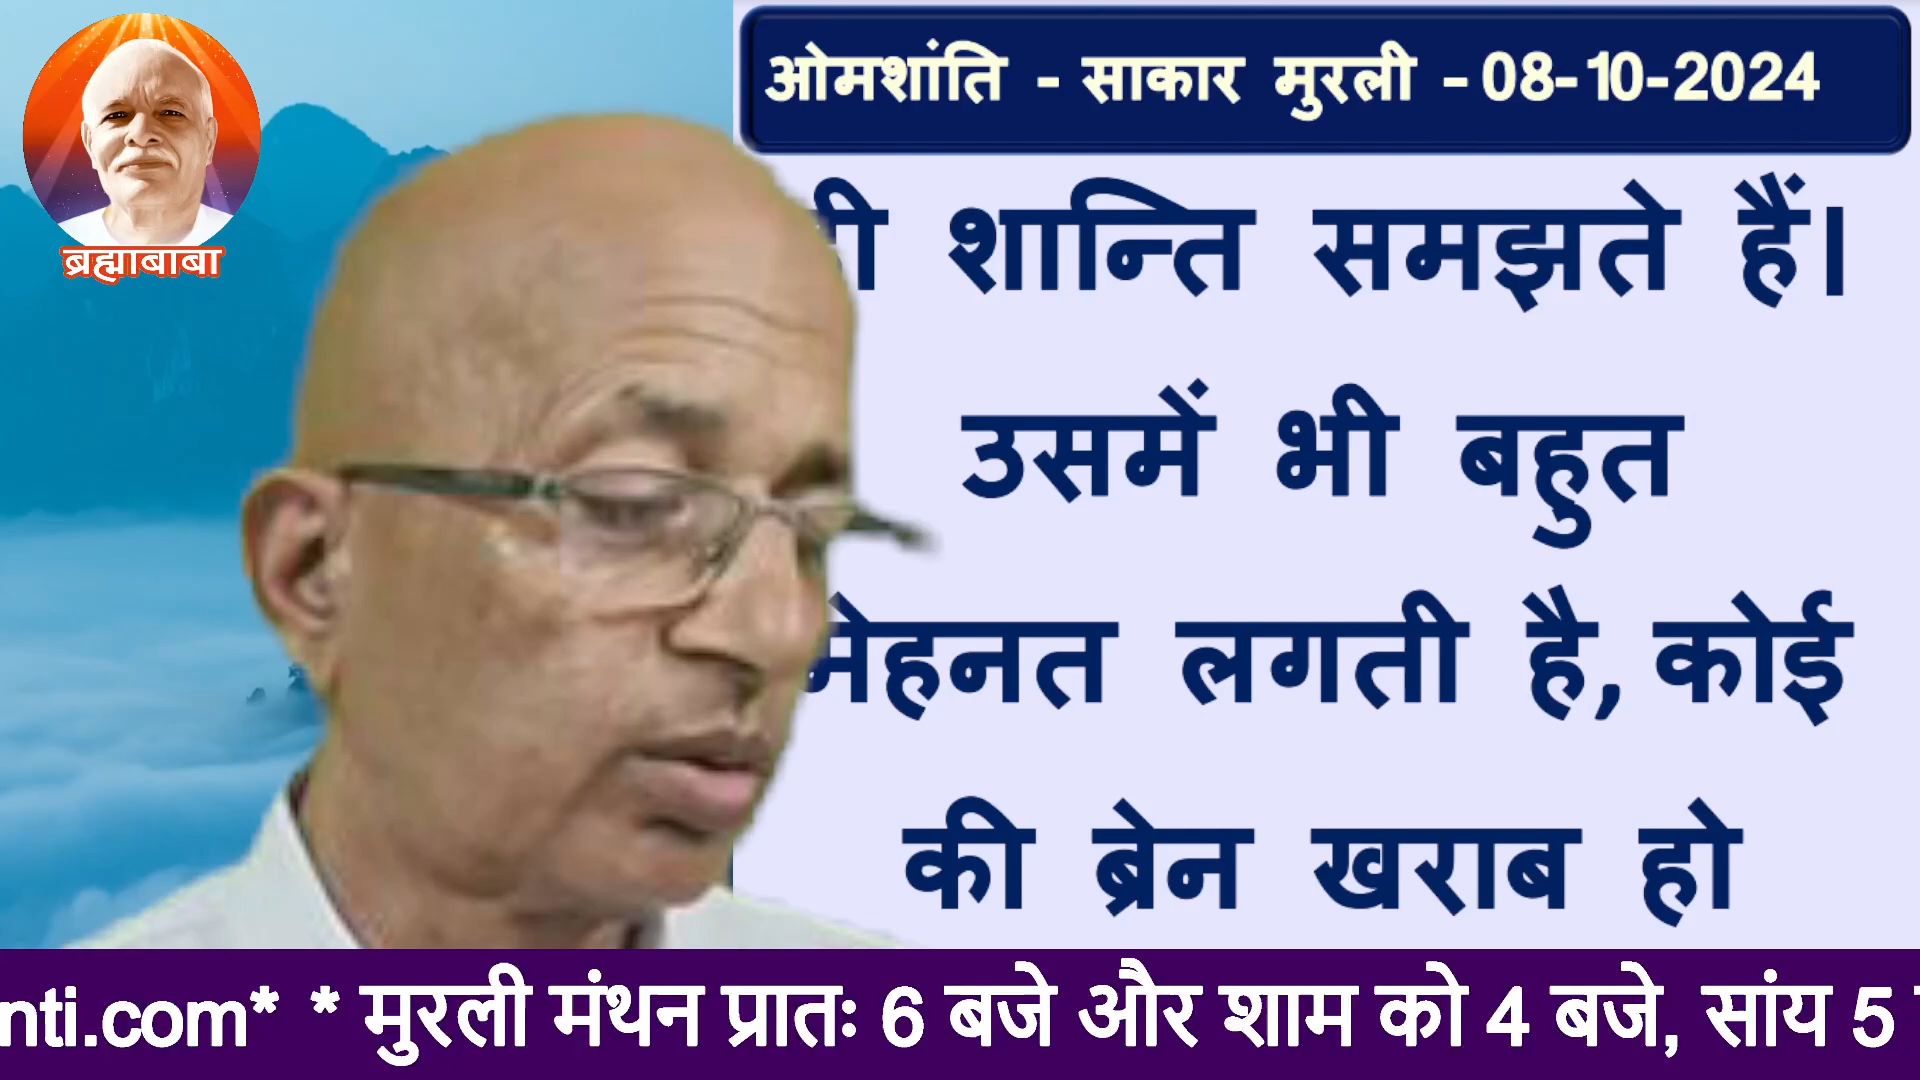 ब्रह्माबाबा
ओमशांति - साकार मुरली - 08-10-2024
शान्ति समझते हैं।
उसमें भी बहुत
मेहनत लगती है, कोई
की ब्रेन खराब हो
nti.com* * मुरली मंथन प्रातः 6 बजे और शाम को 4 बजे, सांय 5